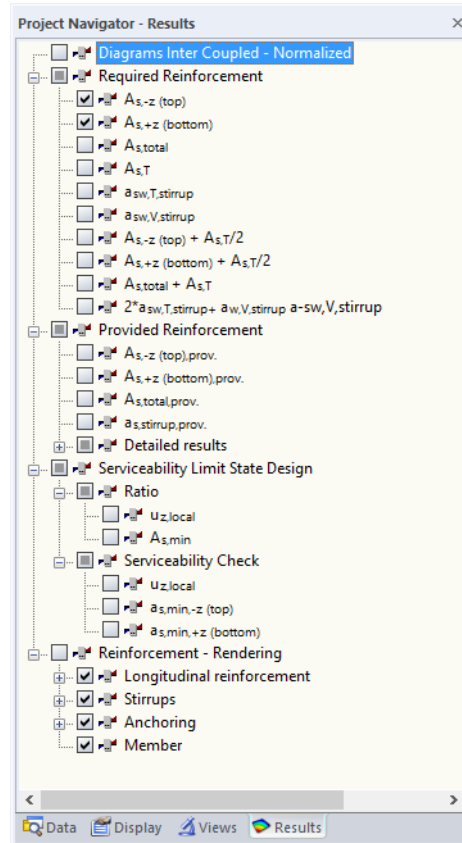 Project Navigator - Results
Diagrams Inter Coupled - Normalized
Required Reinforcement
As,-z (top)
As,+z (bottom)
As,total
As,T
asw,T,stirrup
asw,V,stirrup
As,-z (top) + As,T/2
As,+z (bottom) + As,T/2
As,total + As,T
2*asw,T,stirrup+ aw,V,stirrup a-sw,V,stirrup
Provided Reinforcement
As,-z (top),prov.
As,+z (bottom),prov.
As,total,prov.
as,stirrup,prov.
Detailed results
Serviceability Limit State Design
Ratio
uz,local
As,min
Serviceability Check
uz,local
as,min,-z (top)
as,min,+z (bottom)
Reinforcement - Rendering
Longitudinal reinforcement
Stirrups
Anchoring
Member
Data Display Views Results